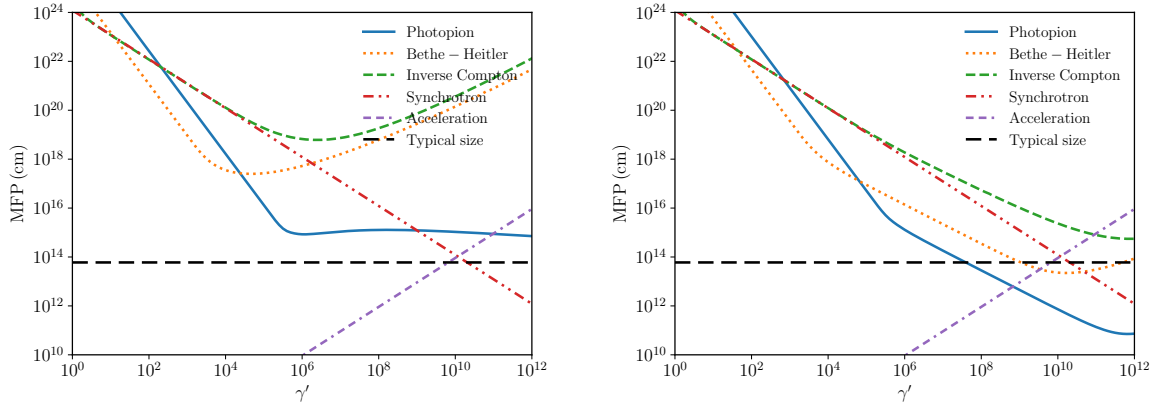 10^24
10^22
10^20
10^18
10^16
10^14
10^12
10^10
MFP (cm)
Photopion
Bethe − Heitler
Inverse Compton
Synchrotron
Acceleration
Typical size
10^0 10^2 10^4 10^6 10^8 10^10 10^12
γ′
10^24
10^22
10^20
10^18
10^16
10^14
10^12
10^10
MFP (cm)
Photopion
Bethe − Heitler
Inverse Compton
Synchrotron
Acceleration
Typical size
10^0 10^2 10^4 10^6 10^8 10^10 10^12
γ′